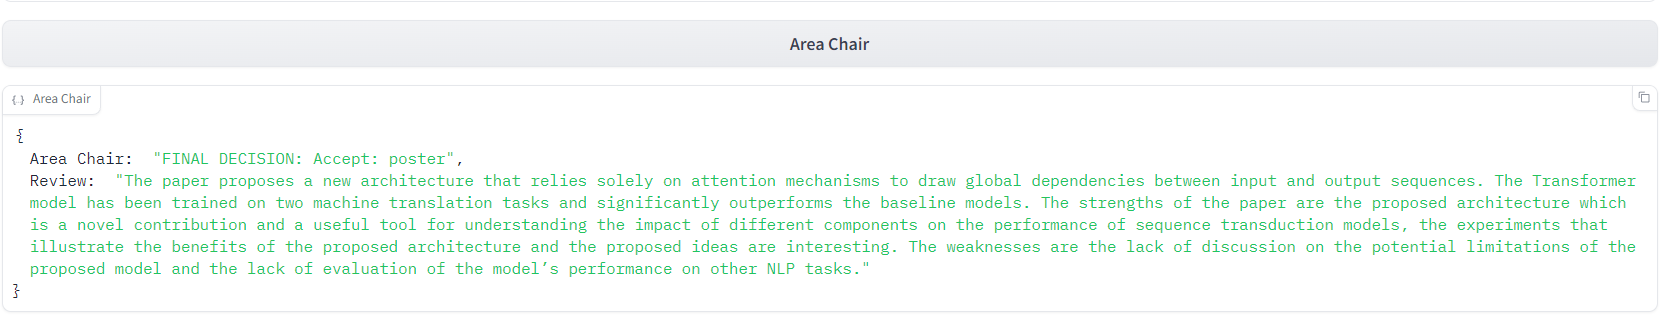 Area Chair
{..} Area Chair
{
Area Chair: "FINAL DECISION: Accept: poster",
Review: "The paper proposes a new architecture that relies solely on attention mechanisms to draw global dependencies between input and output sequences. The Transformer
model has been trained on two machine translation tasks and significantly outperforms the baseline models. The strengths of the paper are the proposed architecture which
is a novel contribution and a useful tool for understanding the impact of different components on the performance of sequence transduction models, the experiments that
illustrate the benefits of the proposed architecture and the proposed ideas are interesting. The weaknesses are the lack of discussion on the potential limitations of the
proposed model and the lack of evaluation of the model’s performance on other NLP tasks."
}